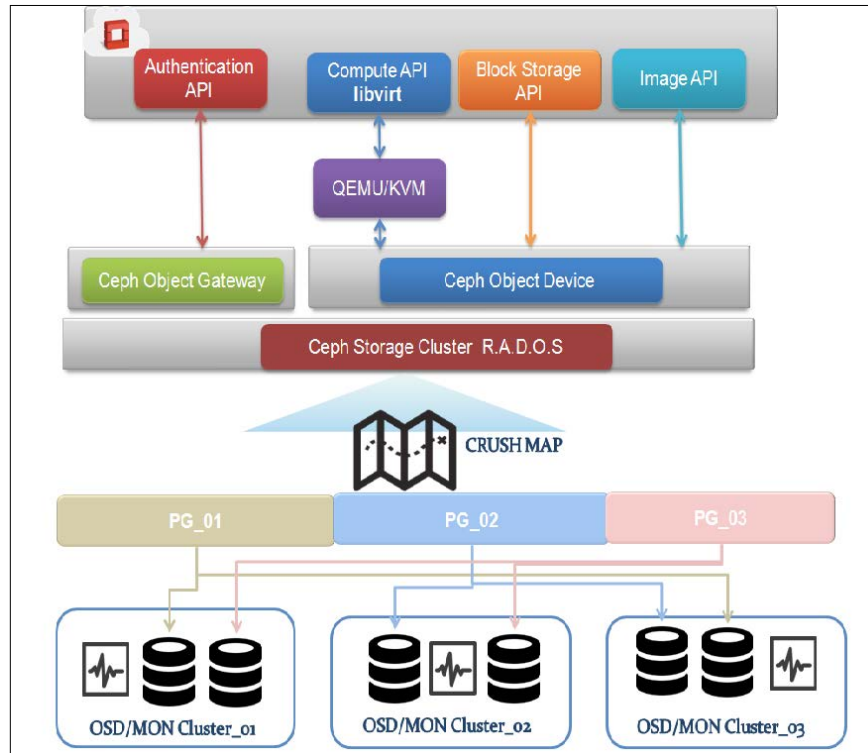 Authentication
API
Compute API
libvirt
Block Storage
API
Image API
QEMU/KVM
Ceph Object Gateway
Ceph Object Device
Ceph Storage Cluster R.A.D.O.S
CRUSH MAP
PG_01
PG_02
PG_03
OSD/MON Cluster_01
OSD/MON Cluster_02
OSD/MON Cluster_03